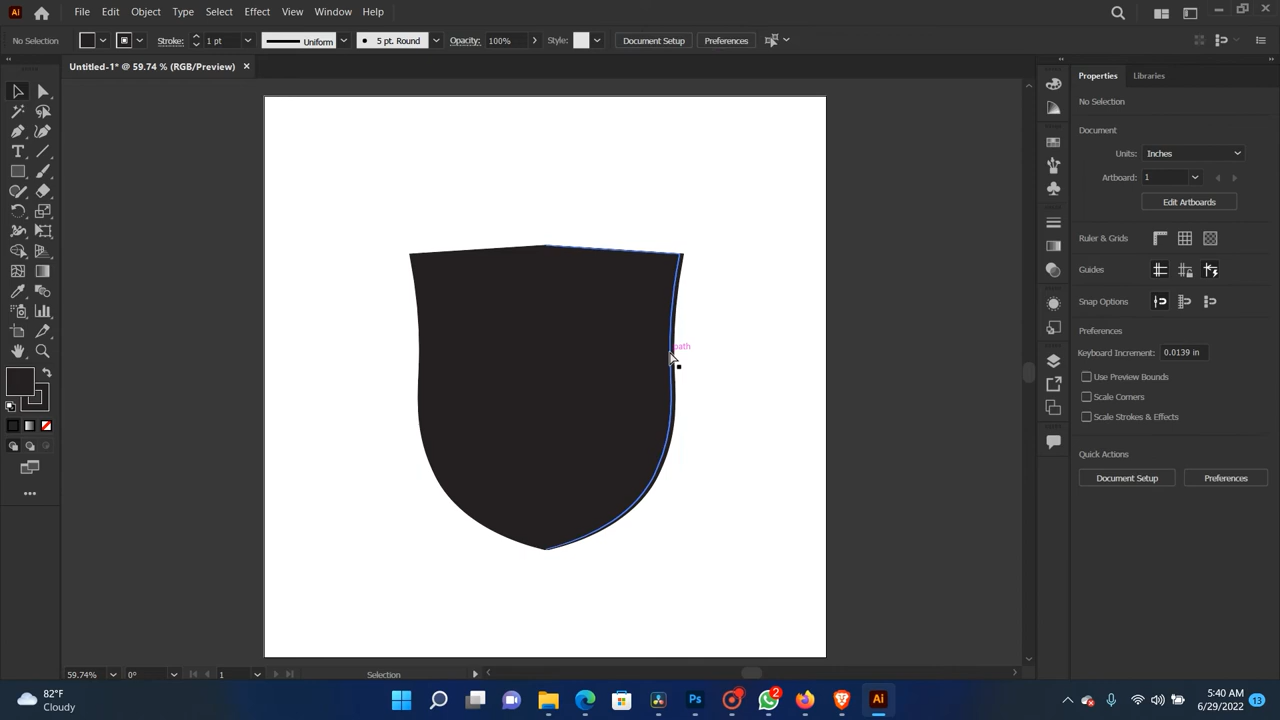 Ai File Edit Object Type Select Effect View Window Help
No Selection Stroke: 1 pt Uniform 5 pt. Round Opacity: 100% Style: Document Setup Preferences
Untitled-1* @ 59.74 % (RGB/Preview) ×
Properties Libraries
No Selection
Document
Units: Inches
Artboard: 1
Edit Artboards
Ruler & Grids
Guides
Snap Options
Preferences
Keyboard Increment: 0.0139 in
Use Preview Bounds
Scale Corners
Scale Strokes & Effects
Quick Actions
Document Setup Preferences
path
59.74% 0° 1 Selection
82°F
Cloudy
Ps 2 Ai
5:40 AM
6/29/2022 13